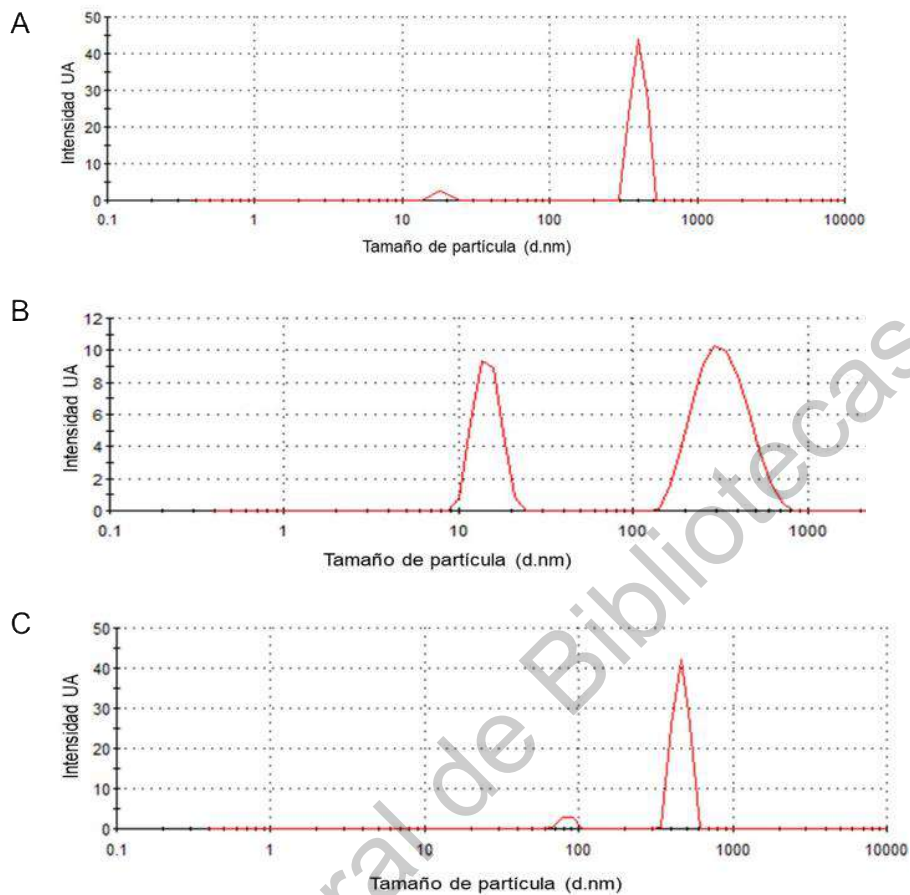 A
50
40
30
20
10
0
Intensidad UA
0.1 1 10 100 1000 10000
Tamaño de partícula (d.nm)
B
12
10
8
6
4
2
0
Intensidad UA
0.1 1 10 100 1000
Tamaño de partícula (d.nm)
C
50
40
30
20
10
0
Intensidad UA
0.1 1 10 100 1000 10000
Tamaño de partícula (d.nm)
ral de Bibliotecas